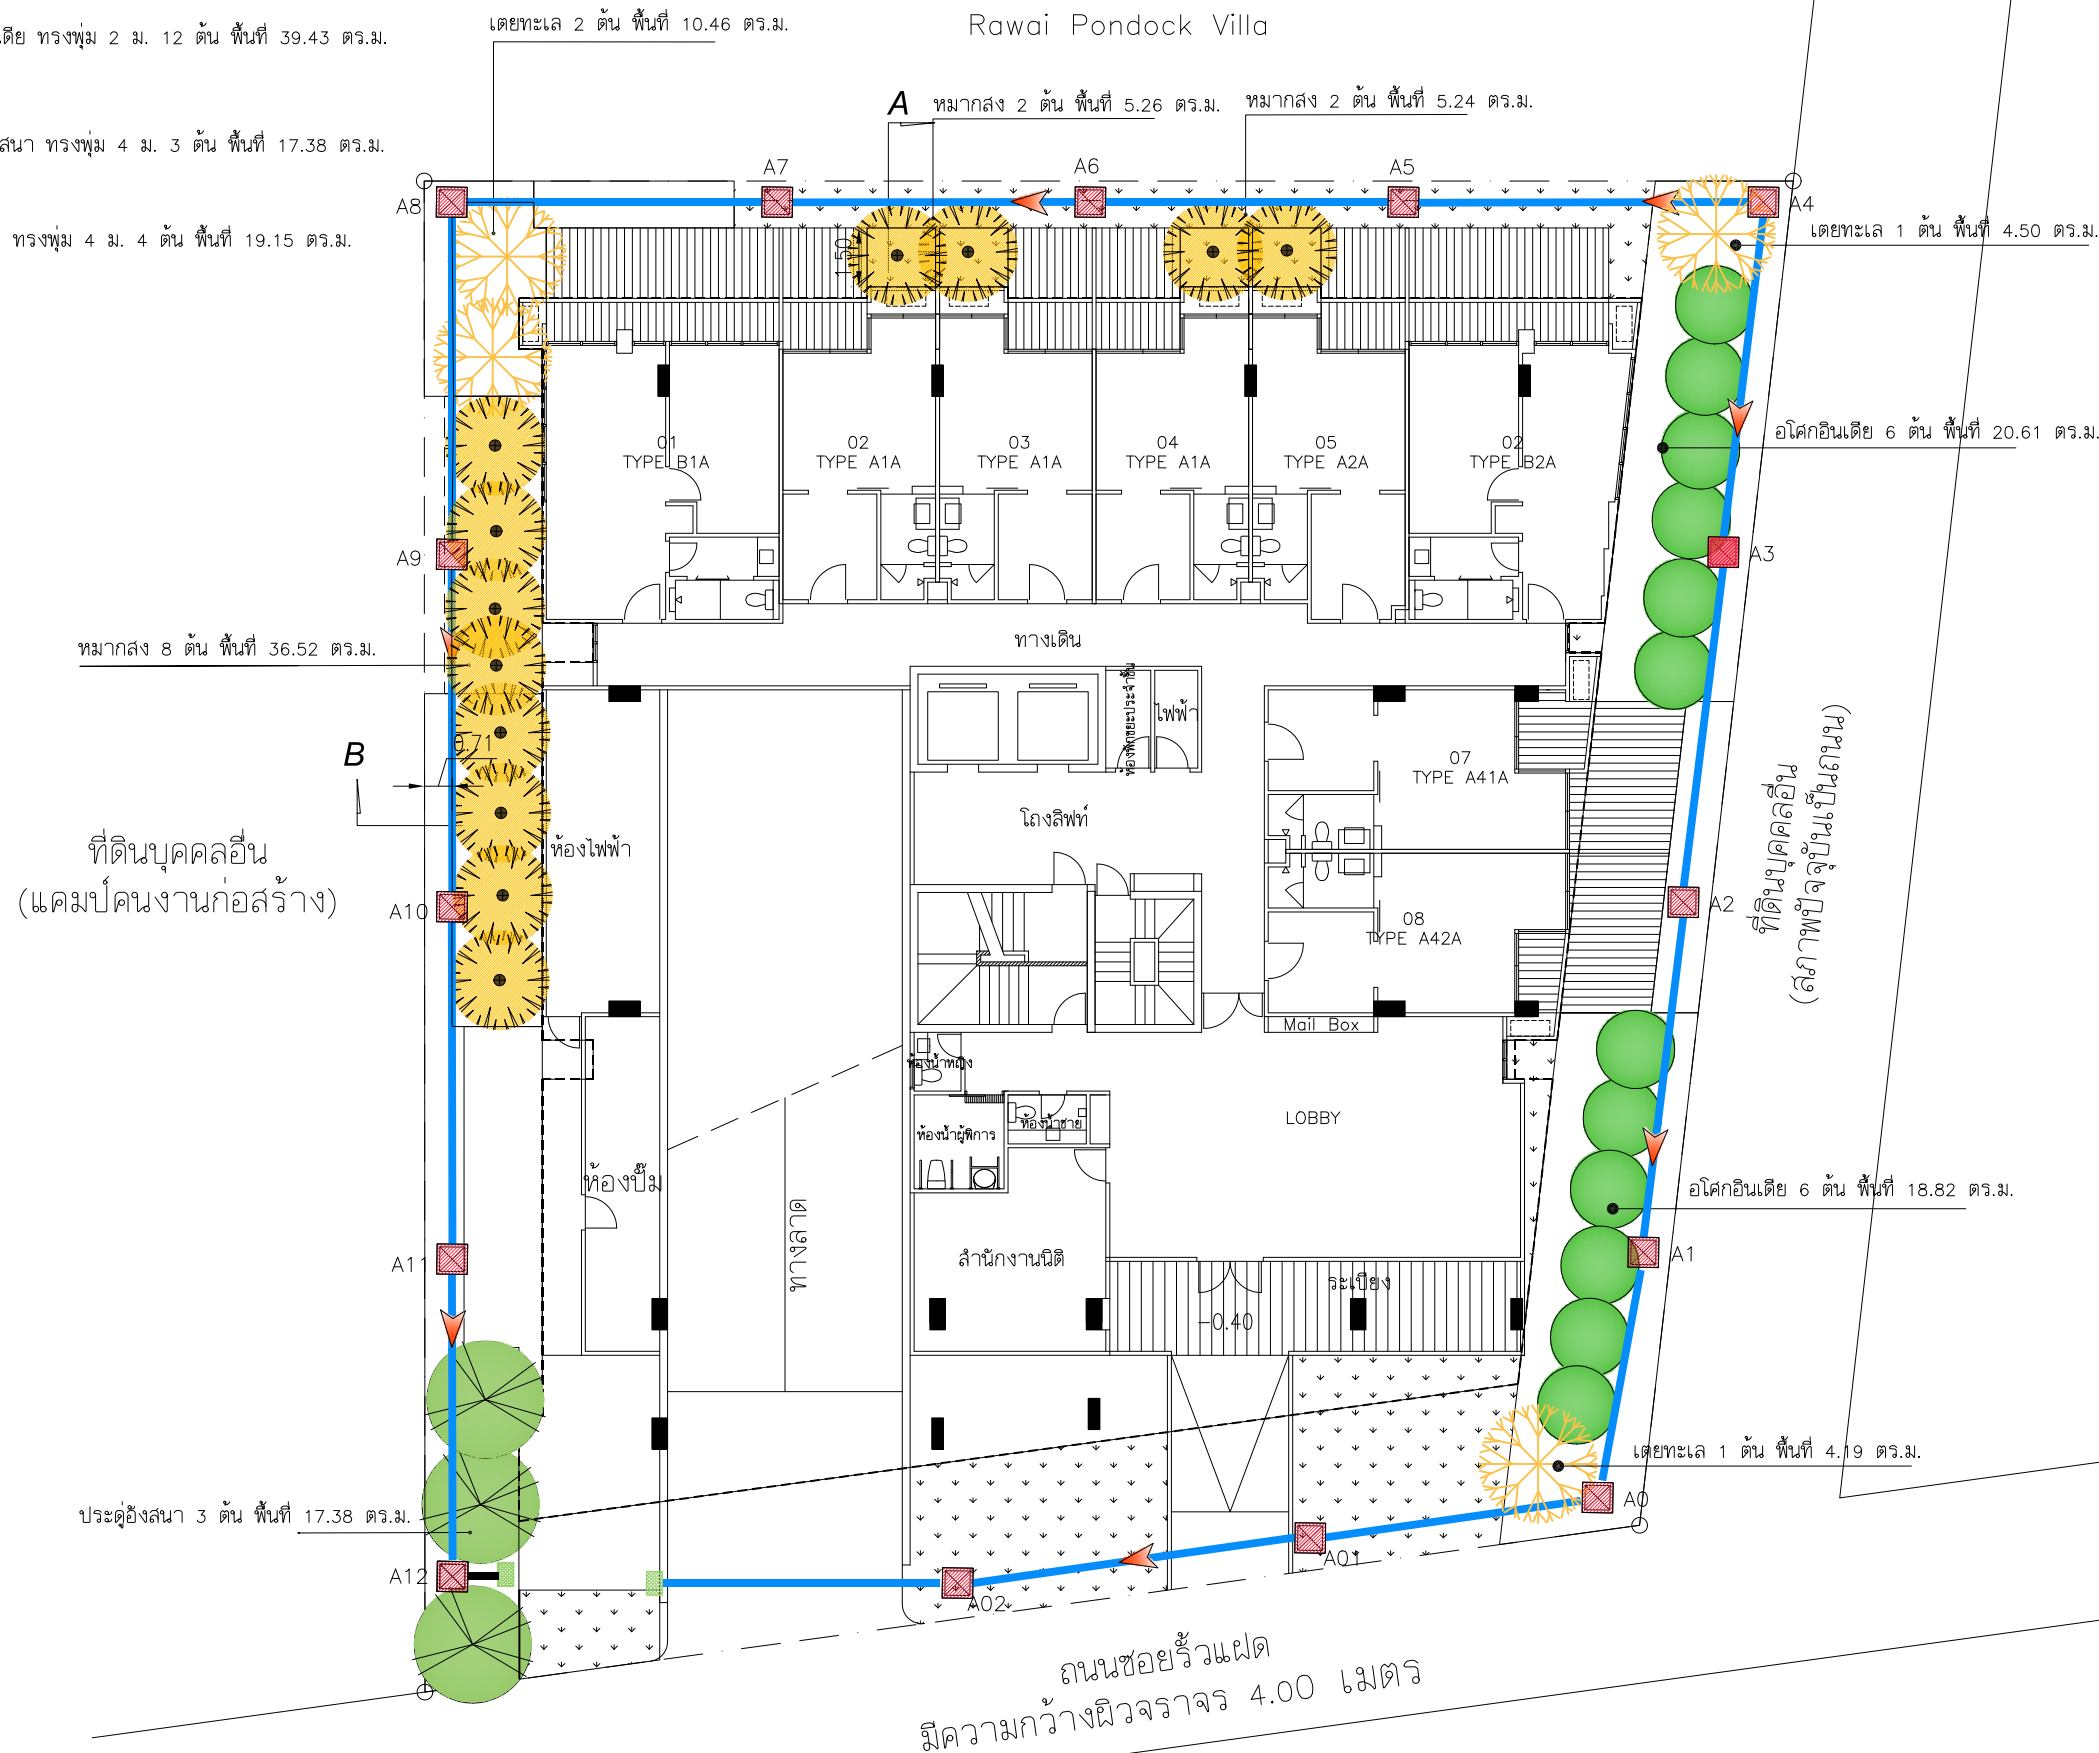 ดีย ทรงพุ่ม 2 ม. 12 ต้น พื้นที่ 39.43 ตร.ม.
เตยทะเล 2 ต้น พื้นที่ 10.46 ตร.ม.
Rawai Pondock Villa
A
หมากสง 2 ต้น พื้นที่ 5.26 ตร.ม.
หมากสง 2 ต้น พื้นที่ 5.24 ตร.ม.
สนา ทรงพุ่ม 4 ม. 3 ต้น พื้นที่ 17.38 ตร.ม.
A7
A6
A5
A8
A4
ทรงพุ่ม 4 ม. 4 ต้น พื้นที่ 19.15 ตร.ม.
เตยทะเล 1 ต้น พื้นที่ 4.50 ตร.ม.
1.50
อโศกอินเดีย 6 ต้น พื้นที่ 20.61 ตร.ม.
01
TYPE B1A
02
TYPE A1A
03
TYPE A1A
04
TYPE A1A
05
TYPE A2A
02
TYPE B2A
A9
A3
หมากสง 8 ต้น พื้นที่ 36.52 ตร.ม.
ทางเดิน
ห้องพักขยะประจำชั้น
ไฟฟ้า
B
0.71
07
TYPE A41A
ที่ดินบุคคลอื่น
(สภาพปัจจุบันเป็นถนน)
โถงลิฟท์
ห้องไฟฟ้า
ที่ดินบุคคลอื่น
(แคมป์คนงานก่อสร้าง)
A10
A2
08
TYPE A42A
Mail Box
ห้องน้ำหญิง
LOBBY
ห้องน้ำผู้พิการ
ห้องน้ำชาย
ห้องปั๊ม
อโศกอินเดีย 6 ต้น พื้นที่ 18.82 ตร.ม.
ทางลาด
A11
A1
สำนักงานนิติ
ระเบียง
-0.40
เตยทะเล 1 ต้น พื้นที่ 4.19 ตร.ม.
A0
ประดู่อังสนา 3 ต้น พื้นที่ 17.38 ตร.ม.
A01
A12
A02
ถนนซอยรั้วแฝด
มีความกว้างผิวจราจร 4.00 เมตร